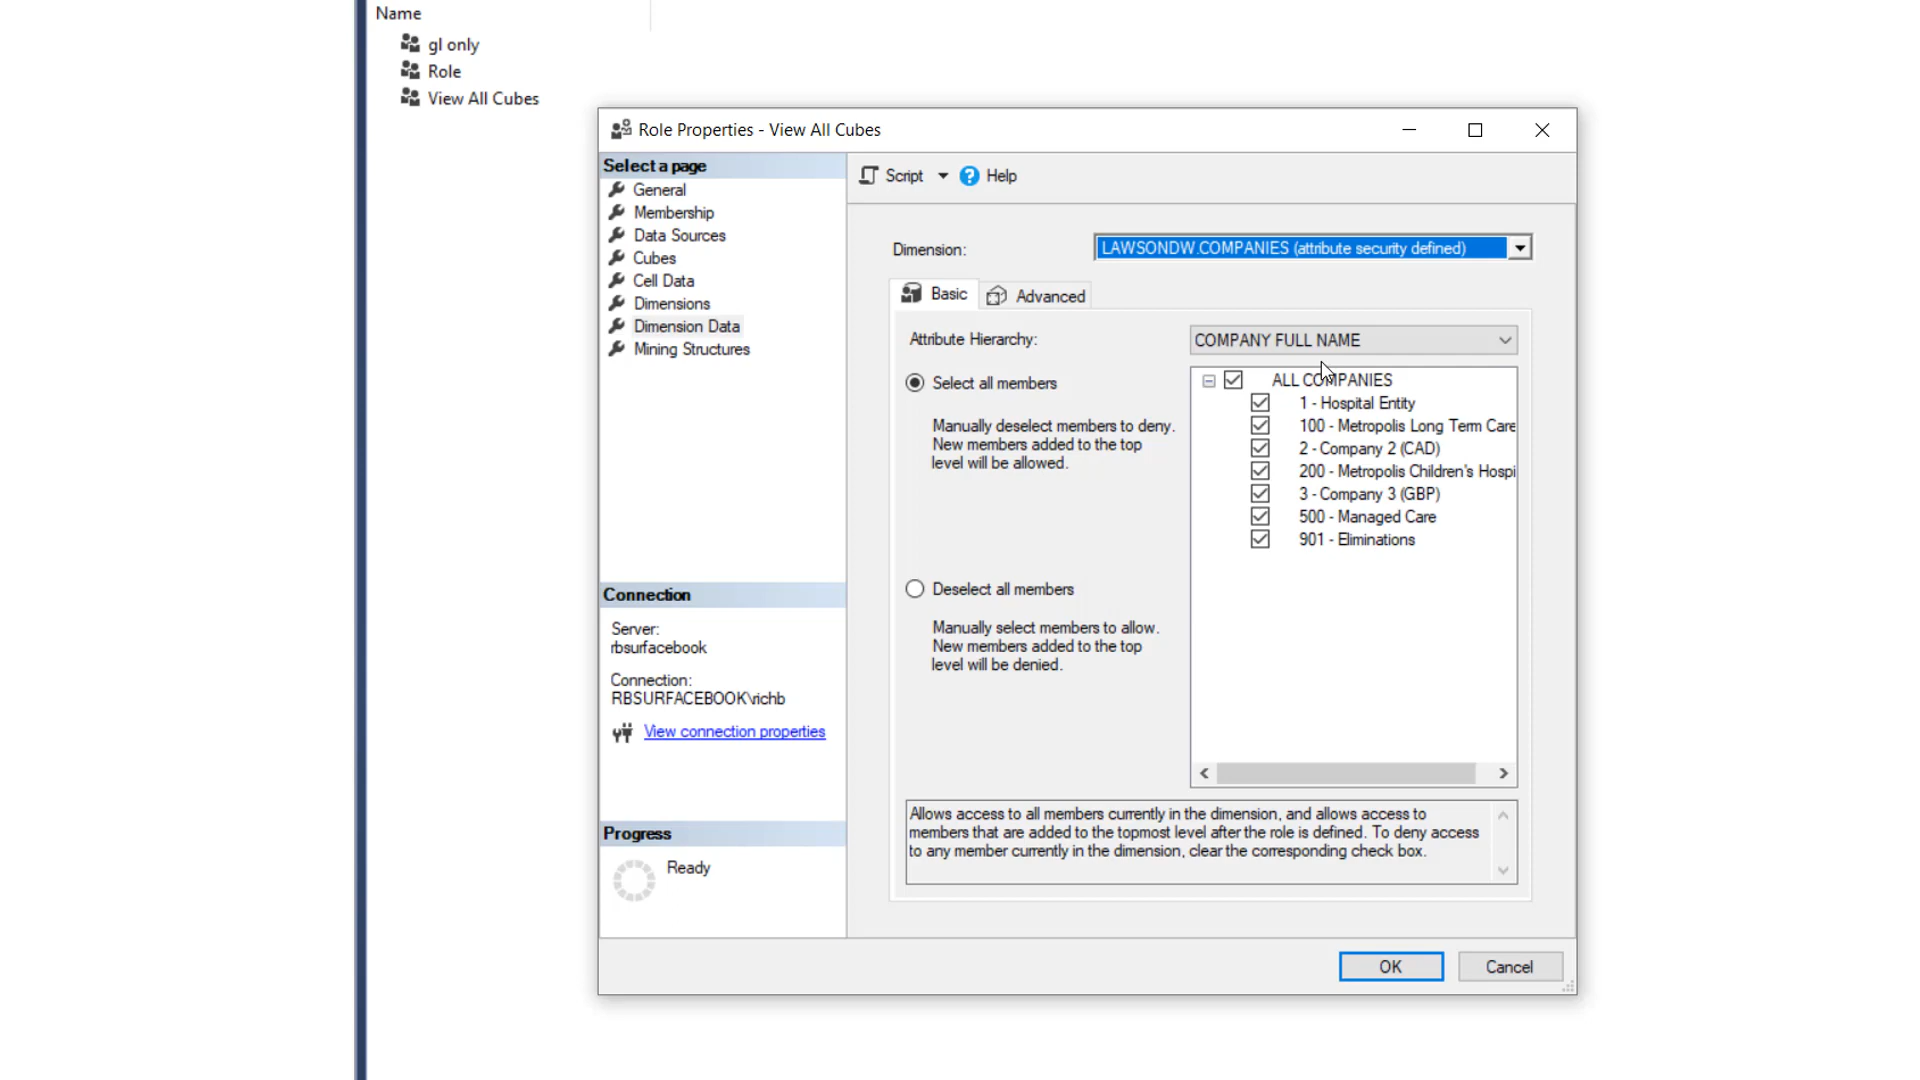 Name
gl only
Role
View All Cubes
Role Properties - View All Cubes
Select a page
General
Membership
Data Sources
Cubes
Cell Data
Dimensions
Dimension Data
Mining Structures
Connection
Server:
rbsurfacebook
Connection:
RBSURFACEBOOK\richb
View connection properties
Progress
Ready
Script
Help
Dimension:
LAWSONDW.COMPANIES (attribute security defined)
Basic
Advanced
Attribute Hierarchy:
COMPANY FULL NAME
Select all members
Manually deselect members to deny.
New members added to the top
level will be allowed.
Deselect all members
Manually select members to allow.
New members added to the top
level will be denied.
ALL COMPANIES
1 - Hospital Entity
100 - Metropolis Long Term Care
2 - Company 2 (CAD)
200 - Metropolis Children's Hospi
3 - Company 3 (GBP)
500 - Managed Care
901 - Eliminations
Allows access to all members currently in the dimension, and allows access to
members that are added to the topmost level after the role is defined. To deny access
to any member currently in the dimension, clear the corresponding check box.
OK
Cancel